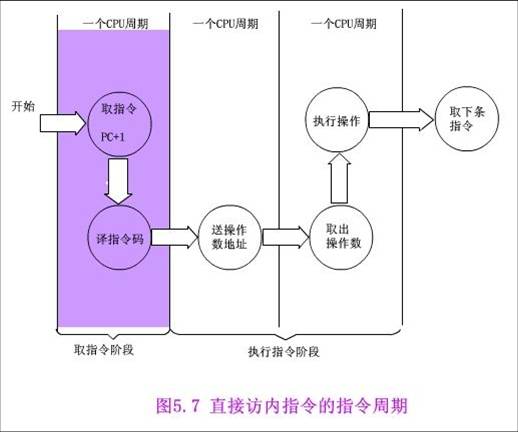 一个CPU周期
一个CPU周期
一个CPU周期
开始
取指令
PC+1
译指令码
送操作
数地址
取出
操作数
执行操作
取下条
指令
取指令阶段
执行指令阶段
图5.7 直接访内指令的指令周期